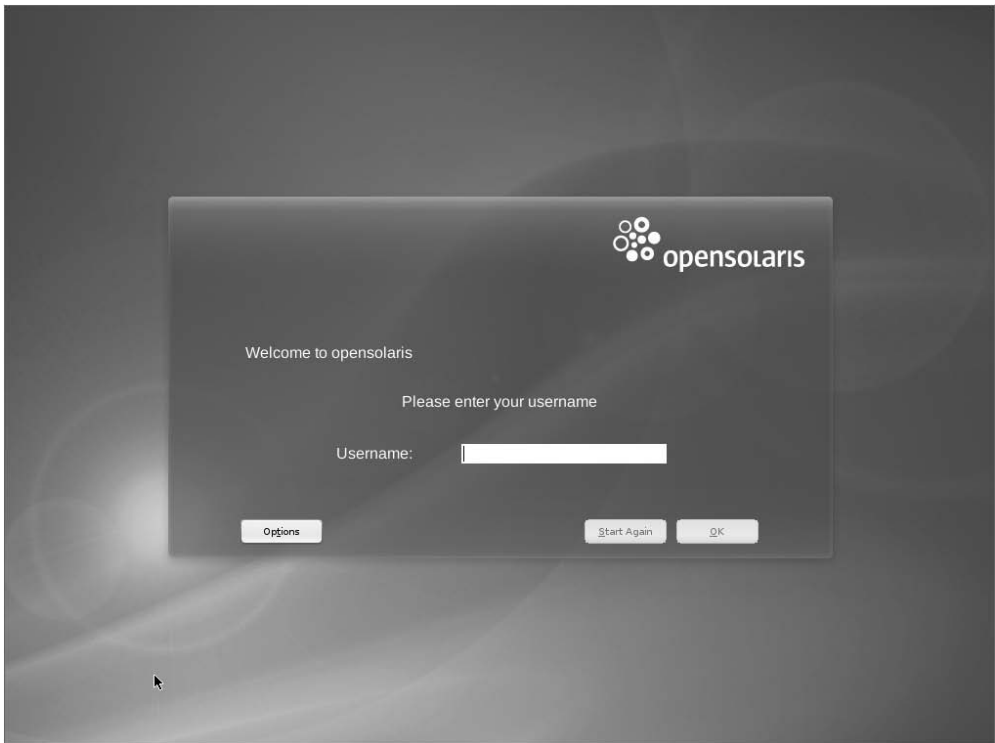 opensolaris
Welcome to opensolaris
Please enter your username
Username:
Options
Start Again
OK